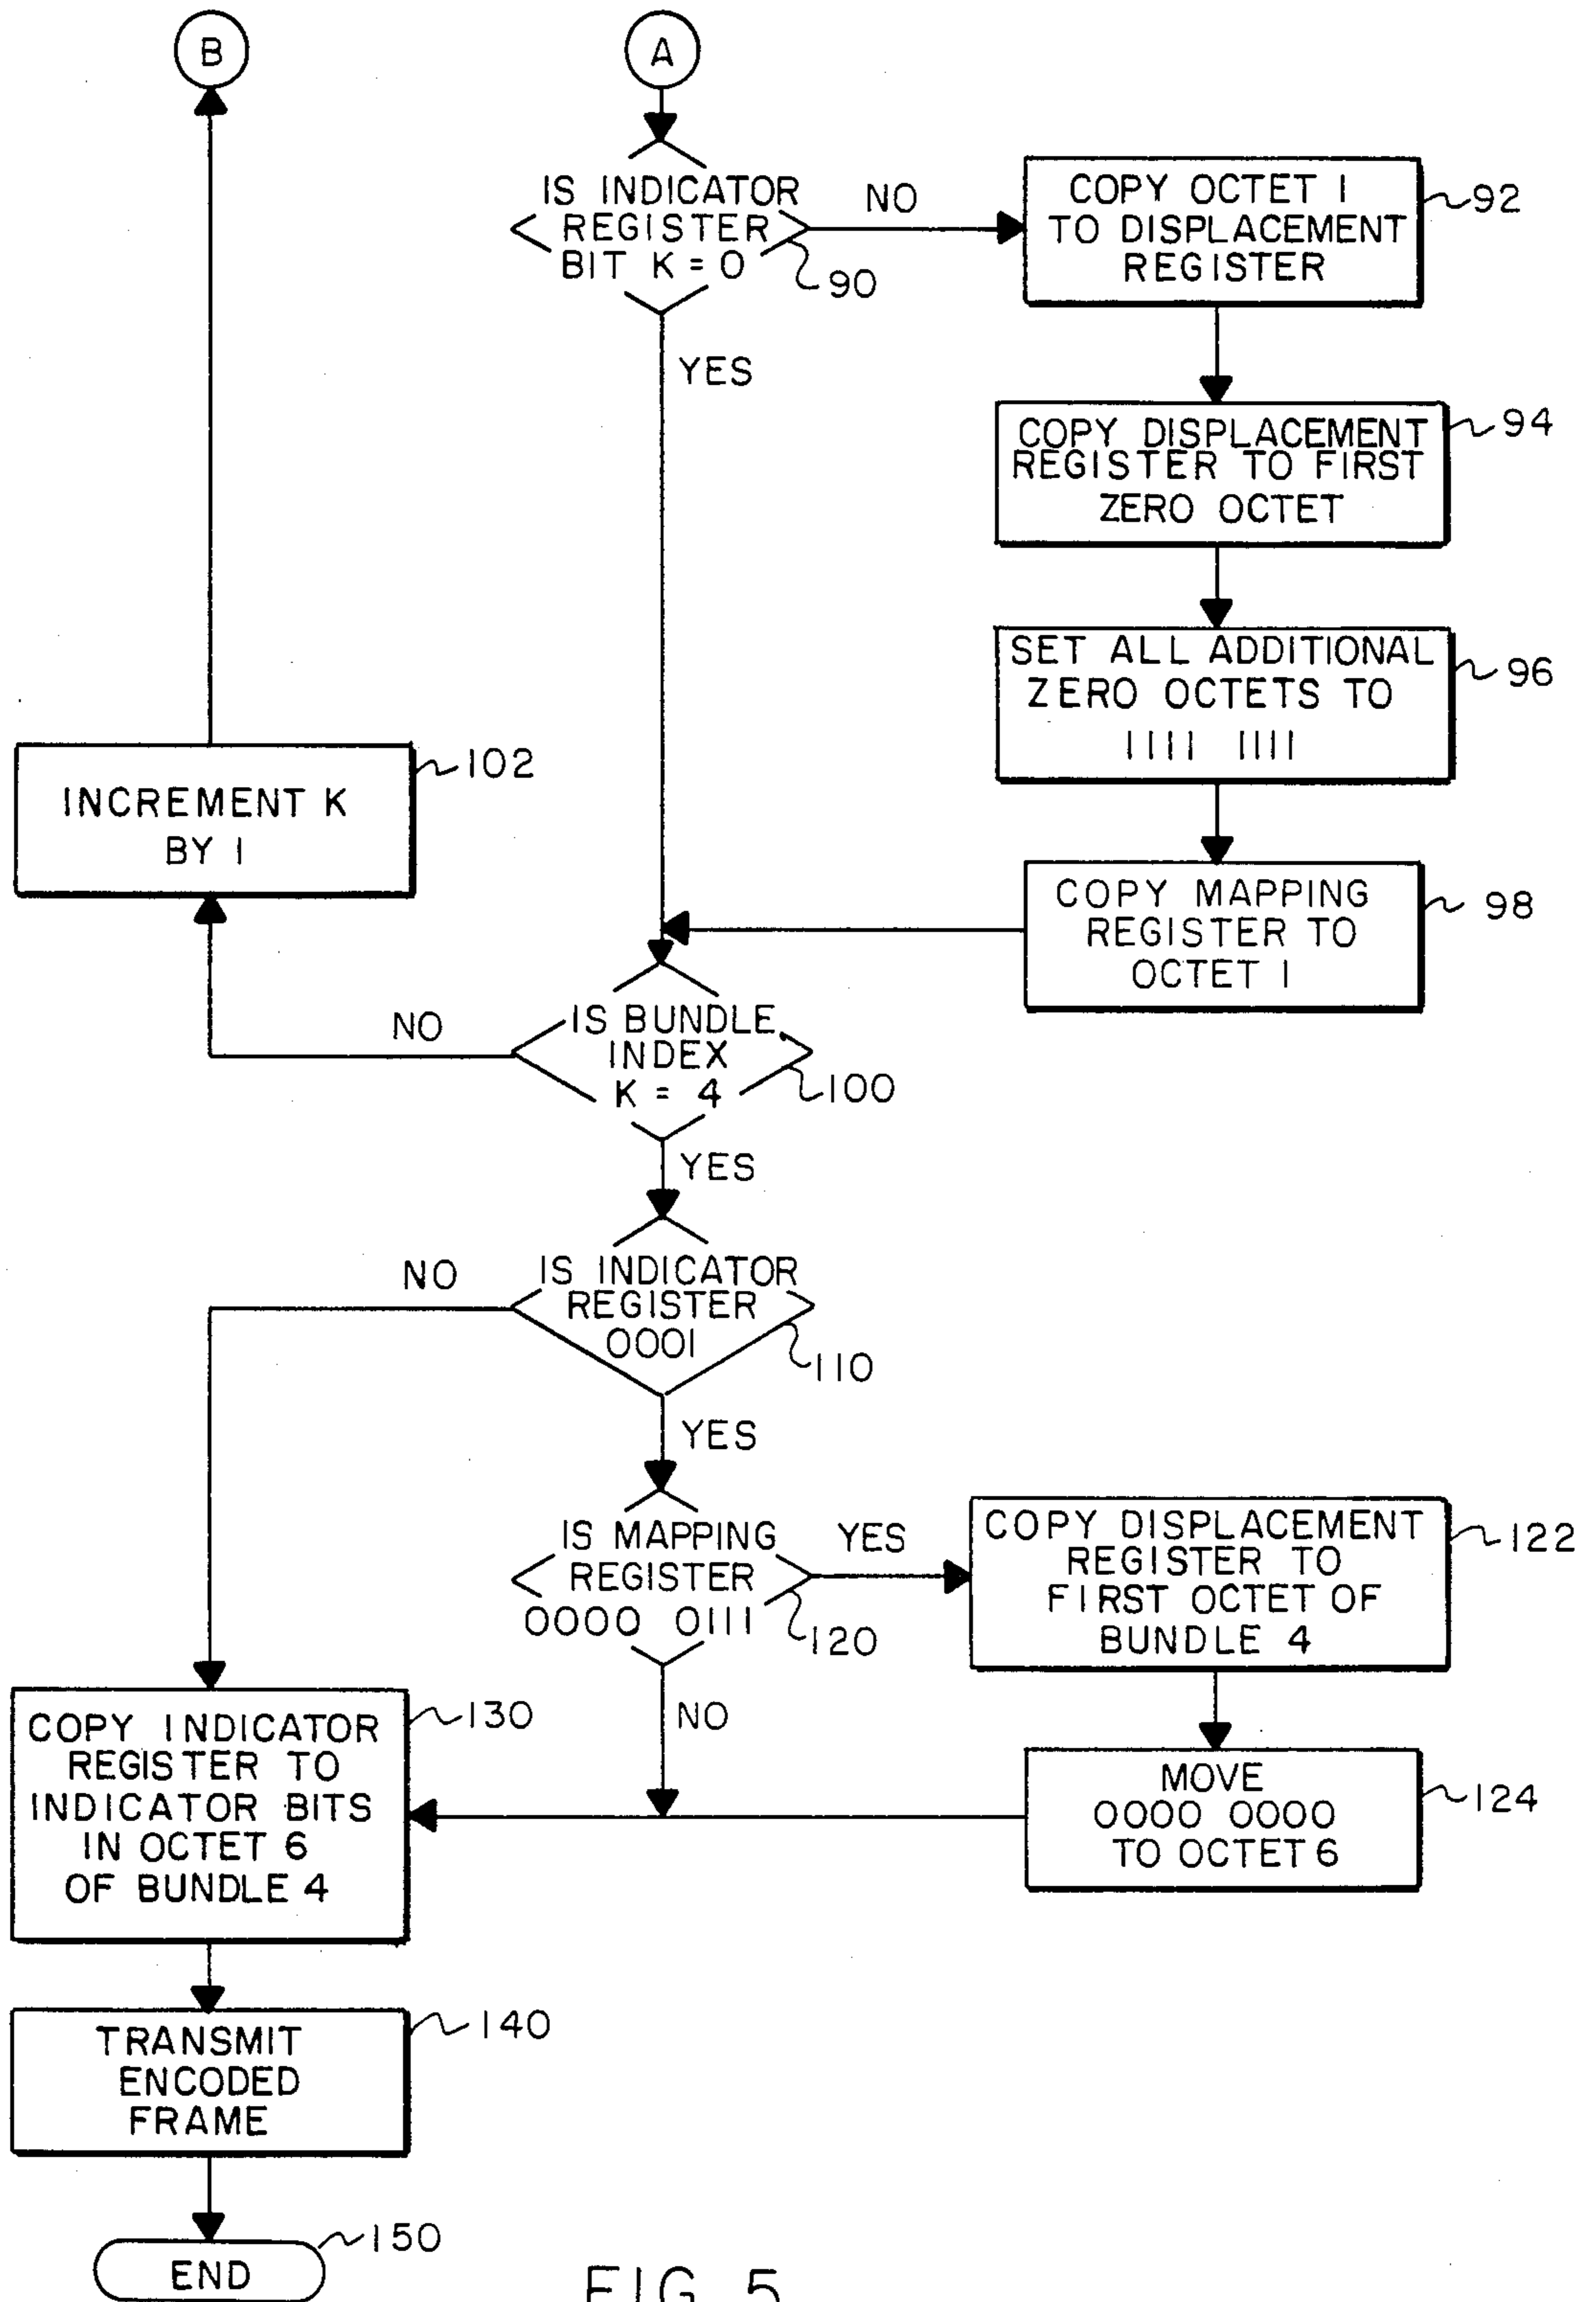 B
A
IS INDICATOR
REGISTER
BIT K = 0
90
NO
YES
COPY OCTET 1
TO DISPLACEMENT
REGISTER
92
COPY DISPLACEMENT
REGISTER TO FIRST
ZERO OCTET
94
SET ALL ADDITIONAL
ZERO OCTETS TO
1111 1111
96
INCREMENT K
BY 1
102
COPY MAPPING
REGISTER TO
OCTET 1
98
NO
IS BUNDLE
INDEX
K = 4
100
YES
NO
IS INDICATOR
REGISTER
0001
110
YES
IS MAPPING
REGISTER
0000 0111
120
YES
NO
COPY DISPLACEMENT
REGISTER TO
FIRST OCTET OF
BUNDLE 4
122
COPY INDICATOR
REGISTER TO
INDICATOR BITS
IN OCTET 6
OF BUNDLE 4
130
MOVE
0000 0000
TO OCTET 6
124
TRANSMIT
ENCODED
FRAME
140
END
150
FIG. 5